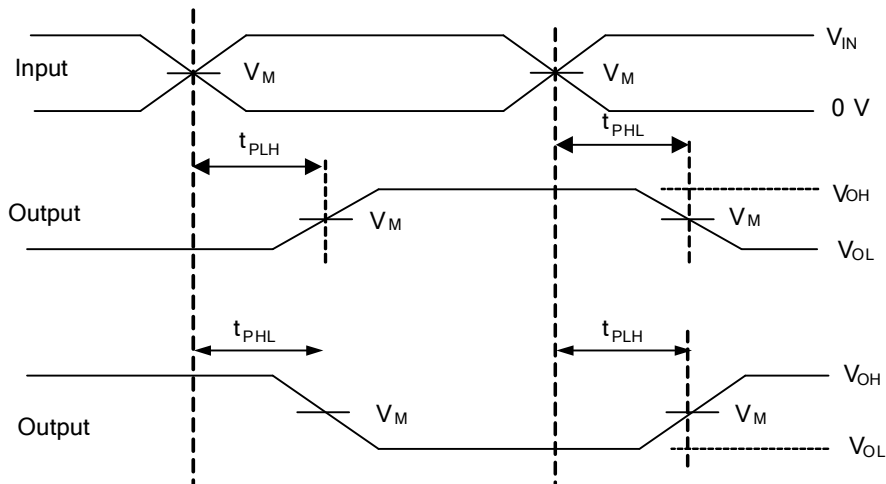 V_IN
Input
V_M
V_M
0 V
t_PLH
t_PHL
V_OH
Output
V_M
V_M
V_OL
t_PHL
t_PLH
V_OH
V_M
V_M
Output
V_OL